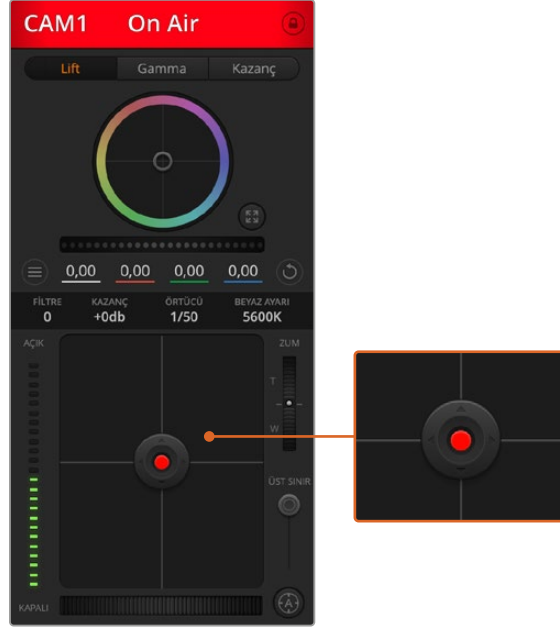 CAM1 On Air
Lift Gamma Kazanç
0,00 0,00 0,00 0,00
FİLTRE KAZANÇ ÖRTÜCÜ BEYAZ AYARI
0 +0db 1/50 5600K
AÇIK ZUM
T
W
ÜST SINIR
KAPALI A